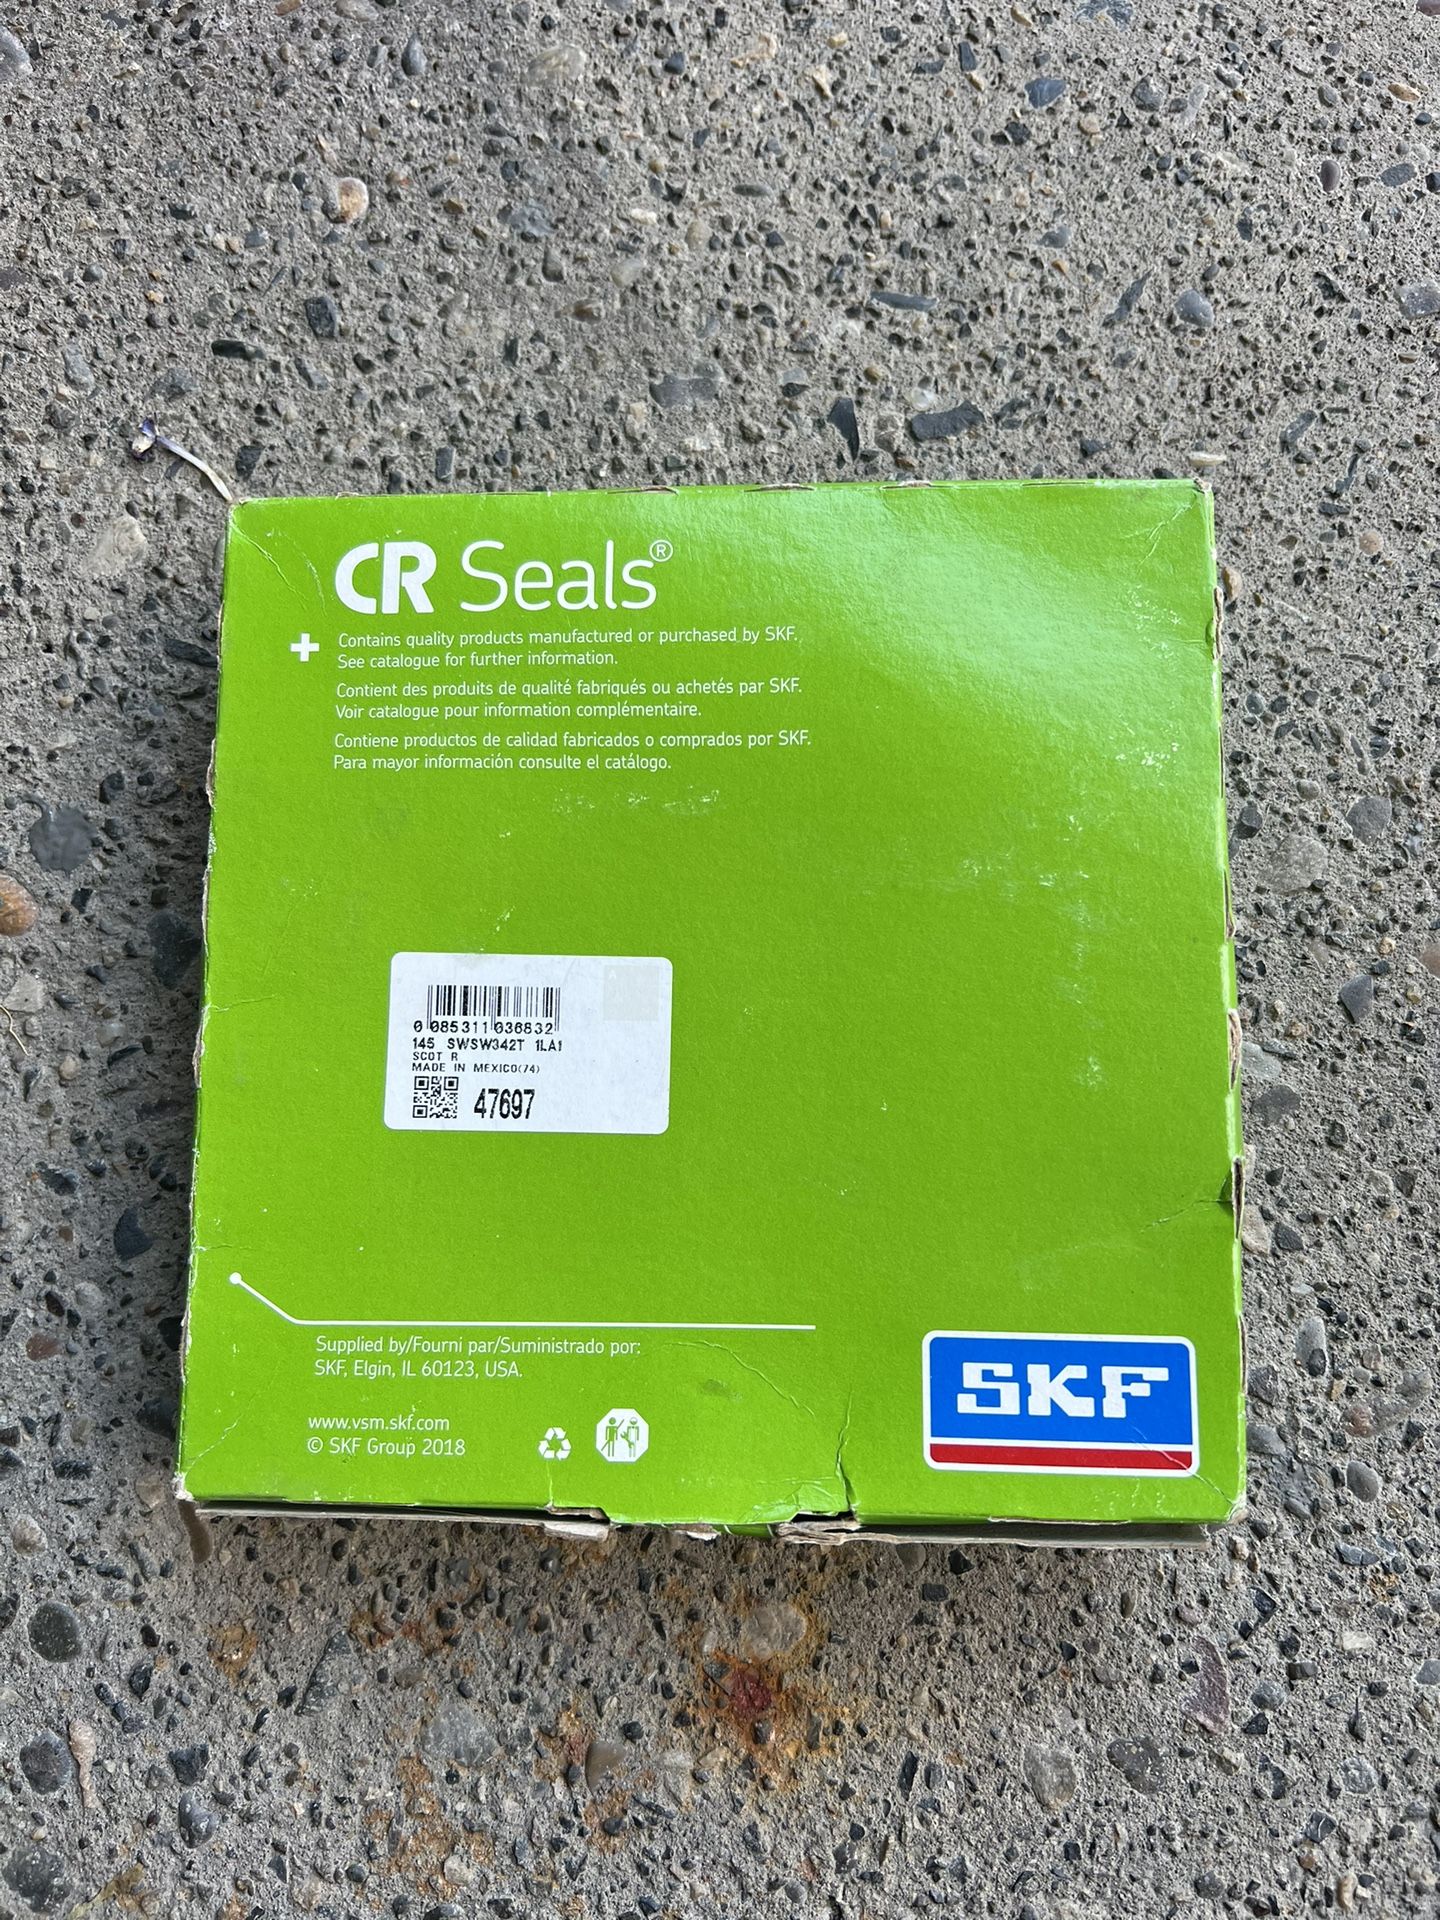 CR Seals®
+ Contains quality products manufactured or purchased by SKF.
See catalogue for further information.
Contient des produits de qualité fabriqués ou achetés par SKF.
Voir catalogue pour information complémentaire.
Contiene productos de calidad fabricados o comprados por SKF.
Para mayor información consulte el catálogo.
0 085311 036832
145 SWSW342T 1LA1
SCOT R
MADE IN MEXICO(74)
47697
Supplied by/Fourni par/Suministrado por:
SKF, Elgin, IL 60123, USA.
www.vsm.skf.com
© SKF Group 2018
SKF